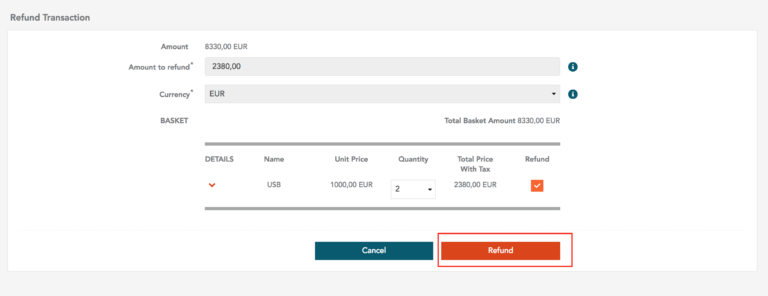 Refund Transaction
Amount 8330,00 EUR
Amount to refund* 2380,00
Currency* EUR
BASKET Total Basket Amount 8330,00 EUR
DETAILS Name Unit Price Quantity Total Price With Tax Refund
USB 1000,00 EUR 2 2380,00 EUR
Cancel Refund